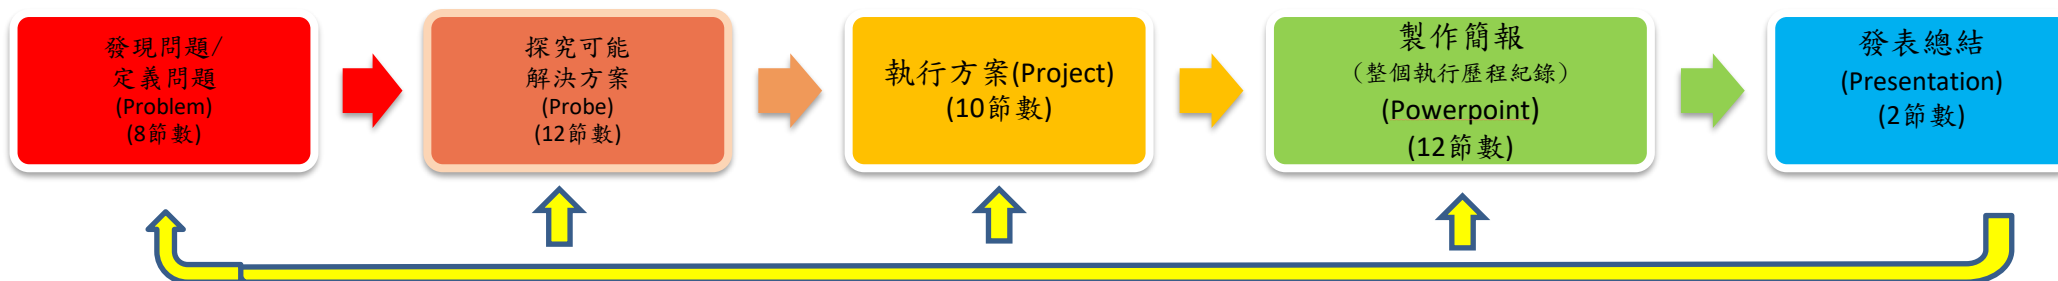 發現問題/
定義問題
(Problem)
(8節數)
探究可能
解決方案
(Probe)
(12節數)
執行方案(Project)
(10節數)
製作簡報
（整個執行歷程紀錄）
(Powerpoint)
(12節數)
發表總結
(Presentation)
(2節數)